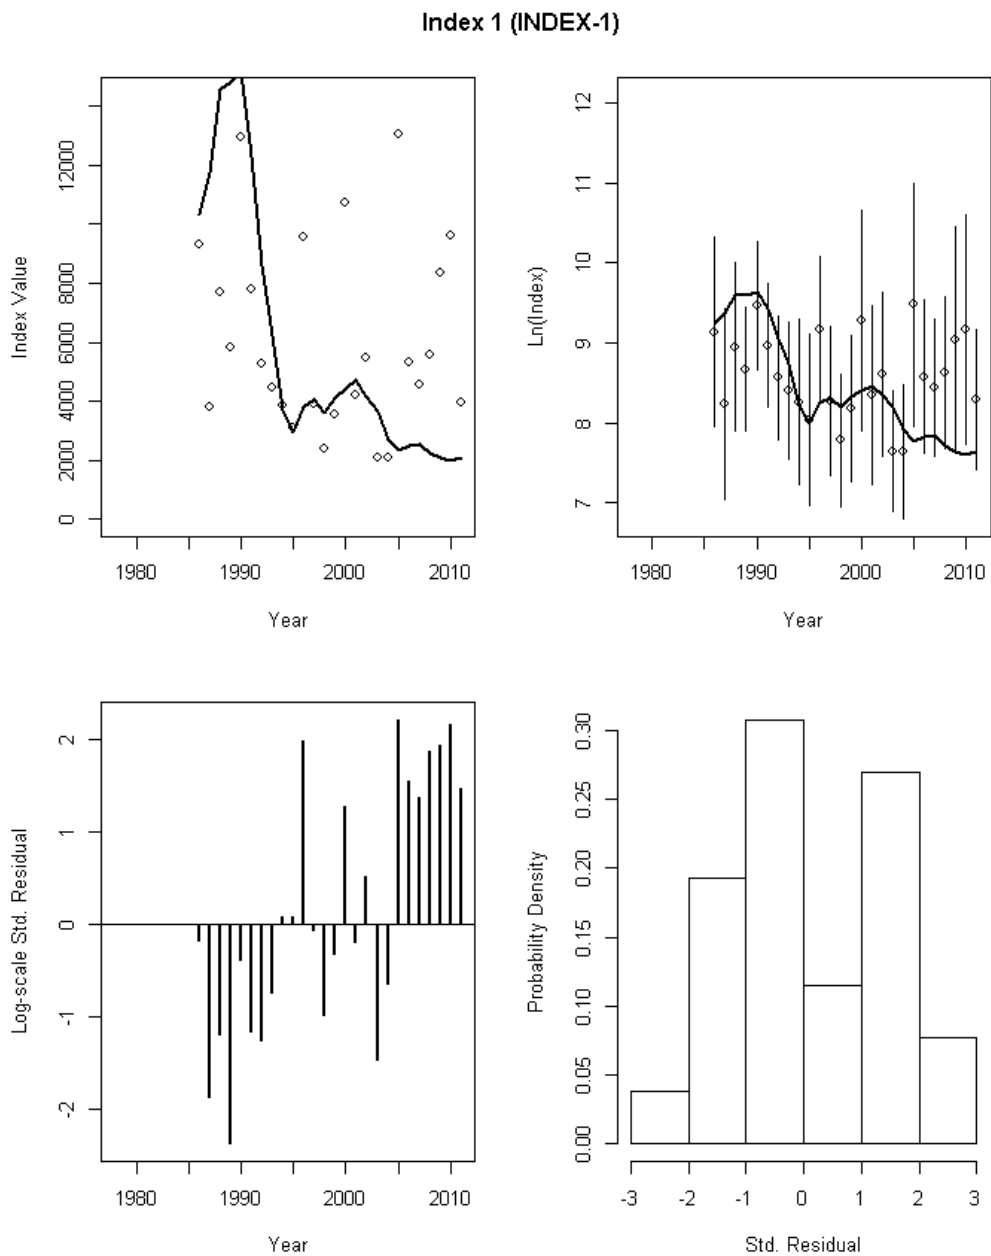 Index 1 (INDEX-1)
Index Value
0 2000 4000 6000 8000 12000
1980 1990 2000 2010
Year
Ln(Index)
7 8 9 10 11 12
1980 1990 2000 2010
Year
Log-scale Std. Residual
-2 -1 0 1 2
1980 1990 2000 2010
Year
Probability Density
0.00 0.05 0.10 0.15 0.20 0.25 0.30
-3 -2 -1 0 1 2 3
Std. Residual